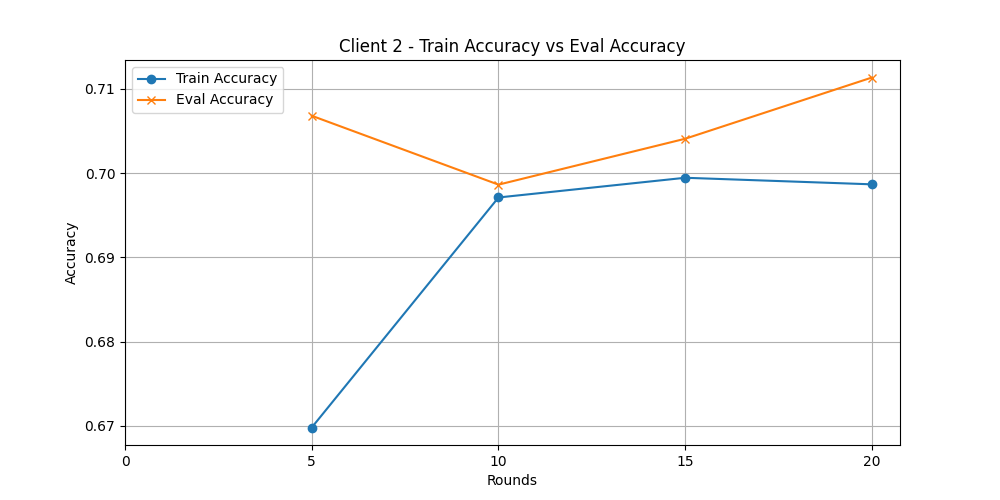 Client 2 - Train Accuracy vs Eval Accuracy
Train Accuracy
Eval Accuracy
Accuracy
0.71
0.70
0.69
0.68
0.67
0 5 10 15 20
Rounds